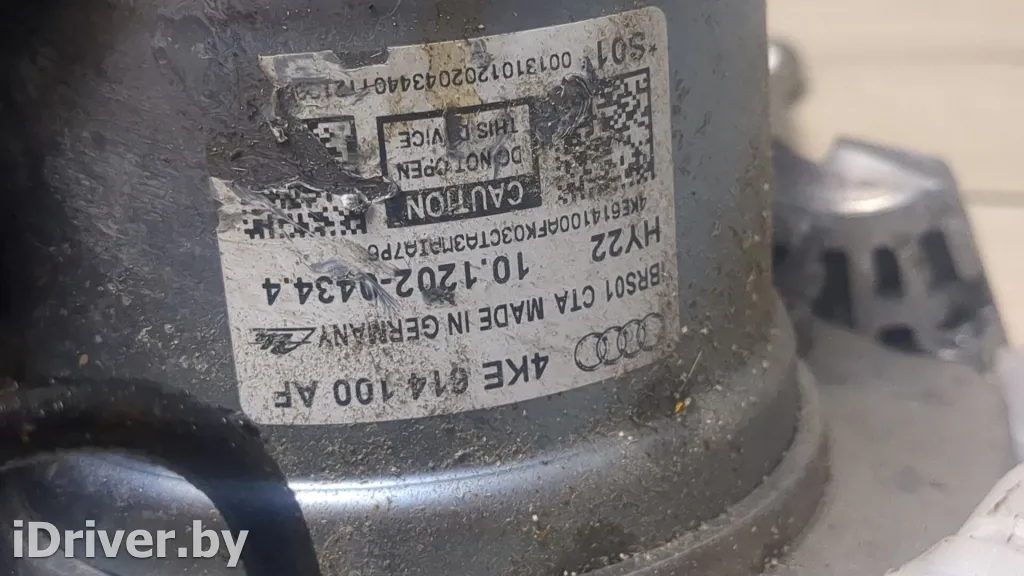 4KE 614 100 AF
BRS01 CTA MADE IN GERMANY
HY22 10.1202-0434.4
CAUTION
DO NOT OPEN
THIS DEVICE
*S01
iDriver.by